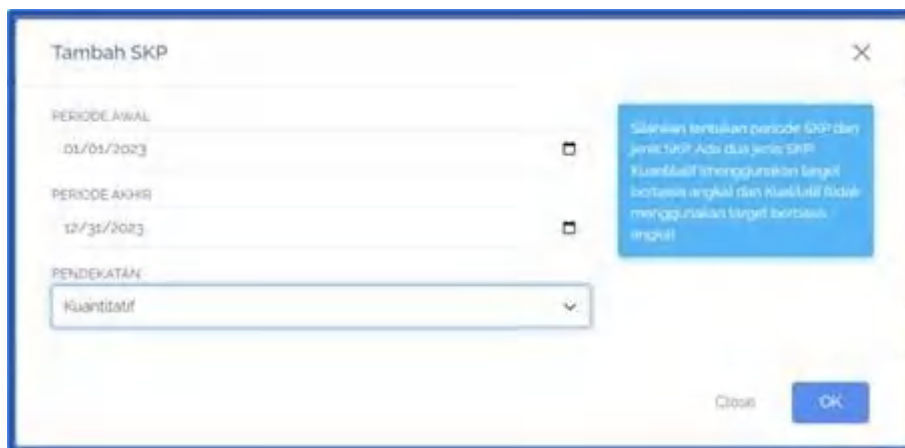 Tambah SKP
PERIODE AWAL
01/01/2023
PERIODE AKHIR
12/31/2023
PENDEKATAN
Kuantitatif
Silahkan tentukan periode SKP dan
jenis SKP. Ada dua jenis SKP:
Kuantitatif (menggunakan target
berbasis angka) dan Kualitatif (tidak
menggunakan target berbasis
angka)
Close
OK